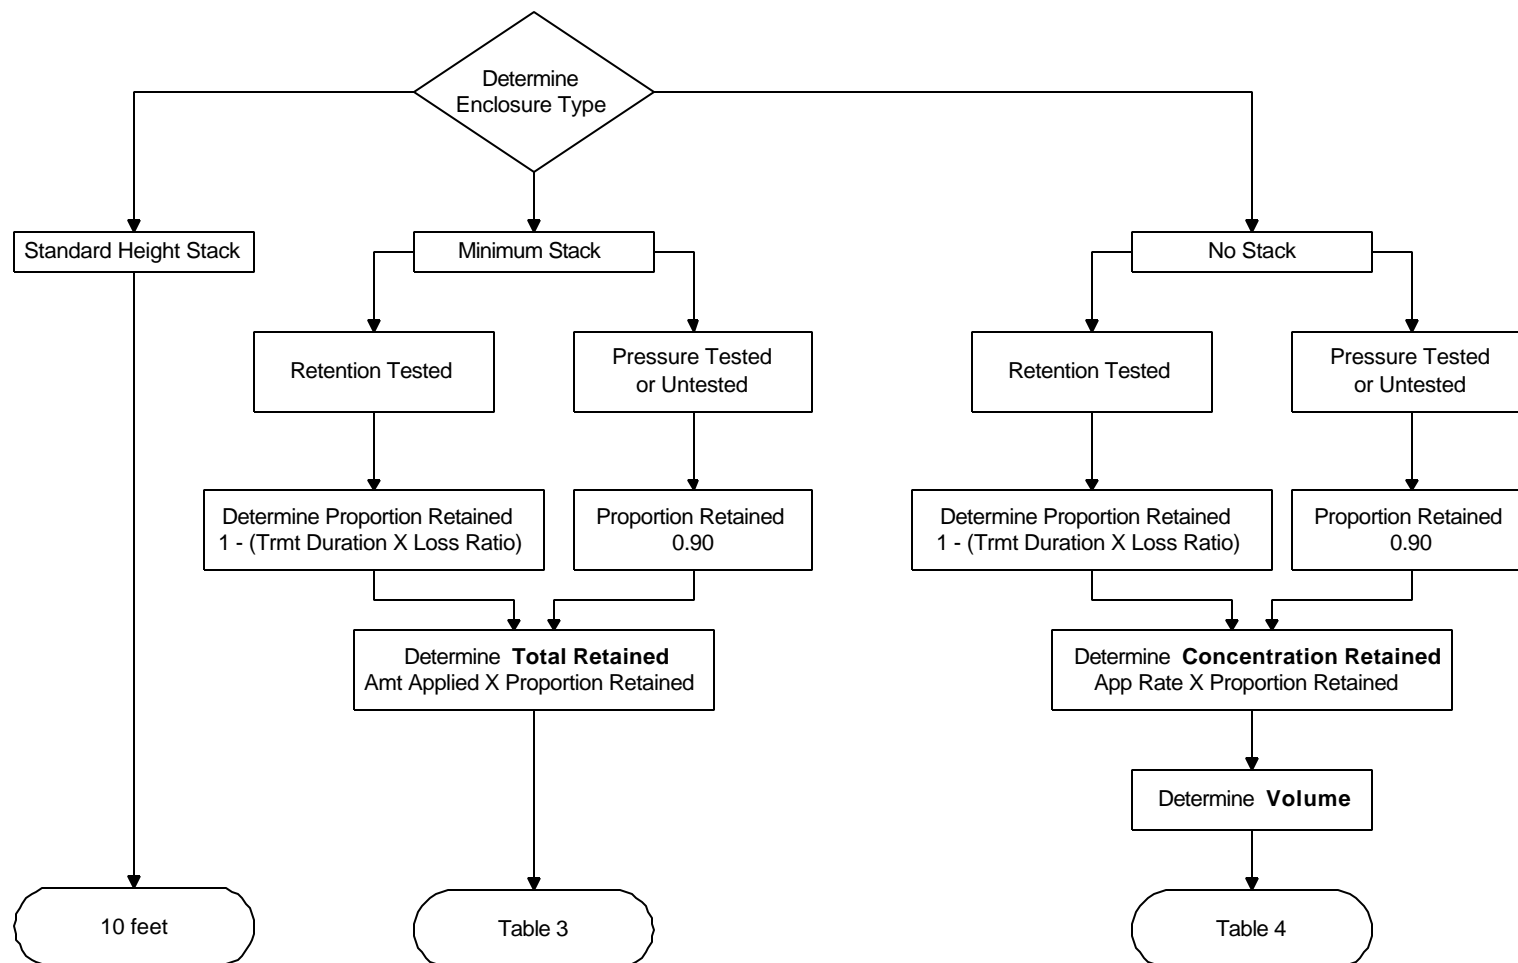 Determine
Enclosure Type
Standard Height Stack
Minimum Stack
No Stack
Retention Tested
Pressure Tested
or Untested
Retention Tested
Pressure Tested
or Untested
Determine Proportion Retained
1 - (Trmt Duration X Loss Ratio)
Proportion Retained
0.90
Determine Proportion Retained
1 - (Trmt Duration X Loss Ratio)
Proportion Retained
0.90
Determine Total Retained
Amt Applied X Proportion Retained
Determine Concentration Retained
App Rate X Proportion Retained
Determine Volume
10 feet
Table 3
Table 4